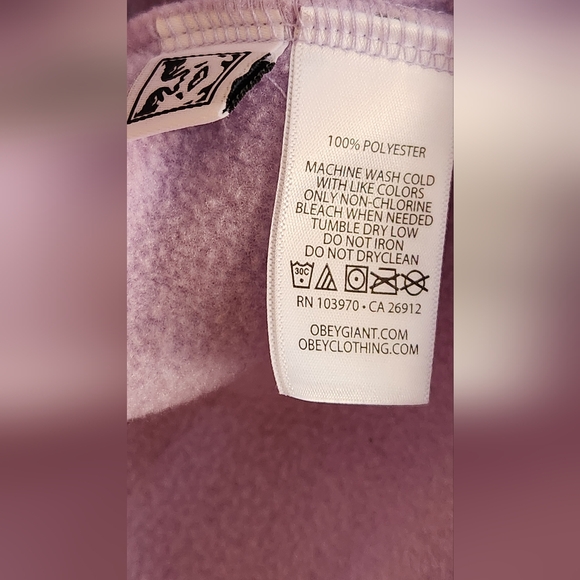 100% POLYESTER
MACHINE WASH COLD
WITH LIKE COLORS
ONLY NON-CHLORINE
BLEACH WHEN NEEDED
TUMBLE DRY LOW
DO NOT IRON
DO NOT DRYCLEAN
30C
RN 103970 • CA 26912
OBEYGIANT.COM
OBEYCLOTHING.COM